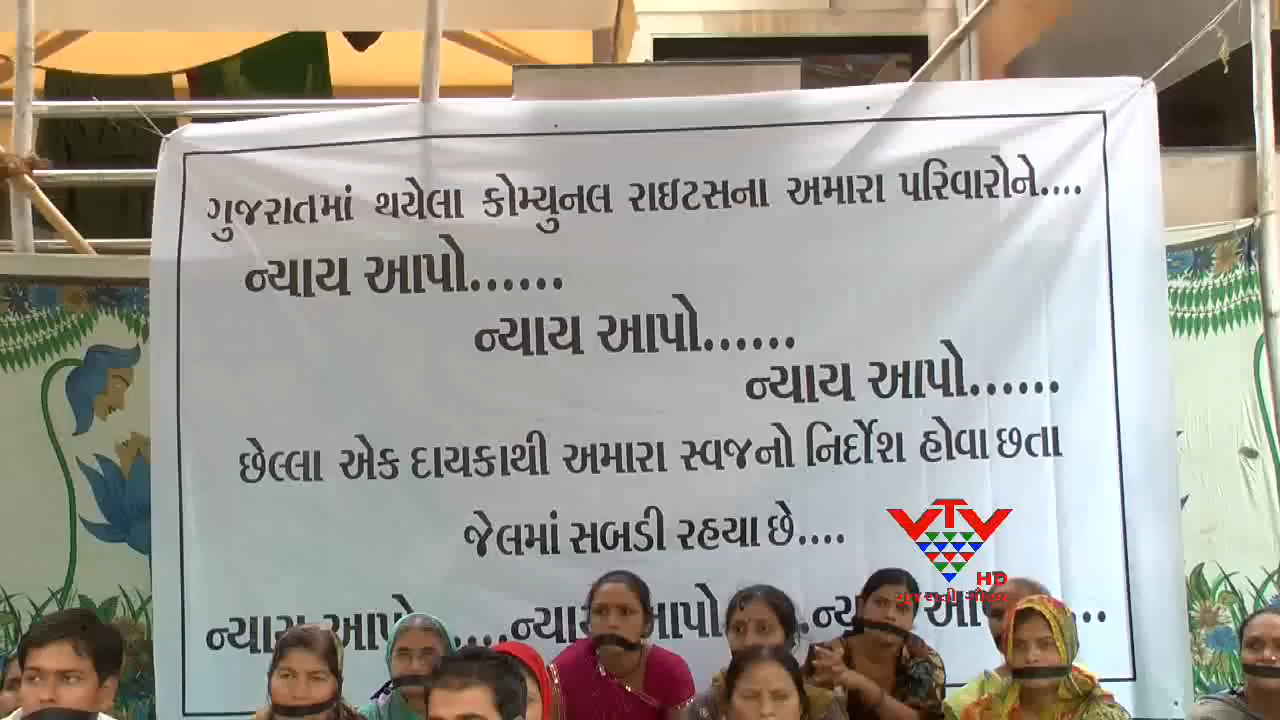 ગુજરાતમાં થયેલા કોમ્યુનલ રાઇટસના અમારા પરિવારોને....
ન્યાય આપો......
ન્યાય આપો......
ન્યાય આપો......
છેલ્લા એક દાયકાથી અમારા સ્વજનો નિર્દોશ હોવા છતા
જેલમાં સબડી રહયા છે....
VTV
HD
ન્યાય આપો